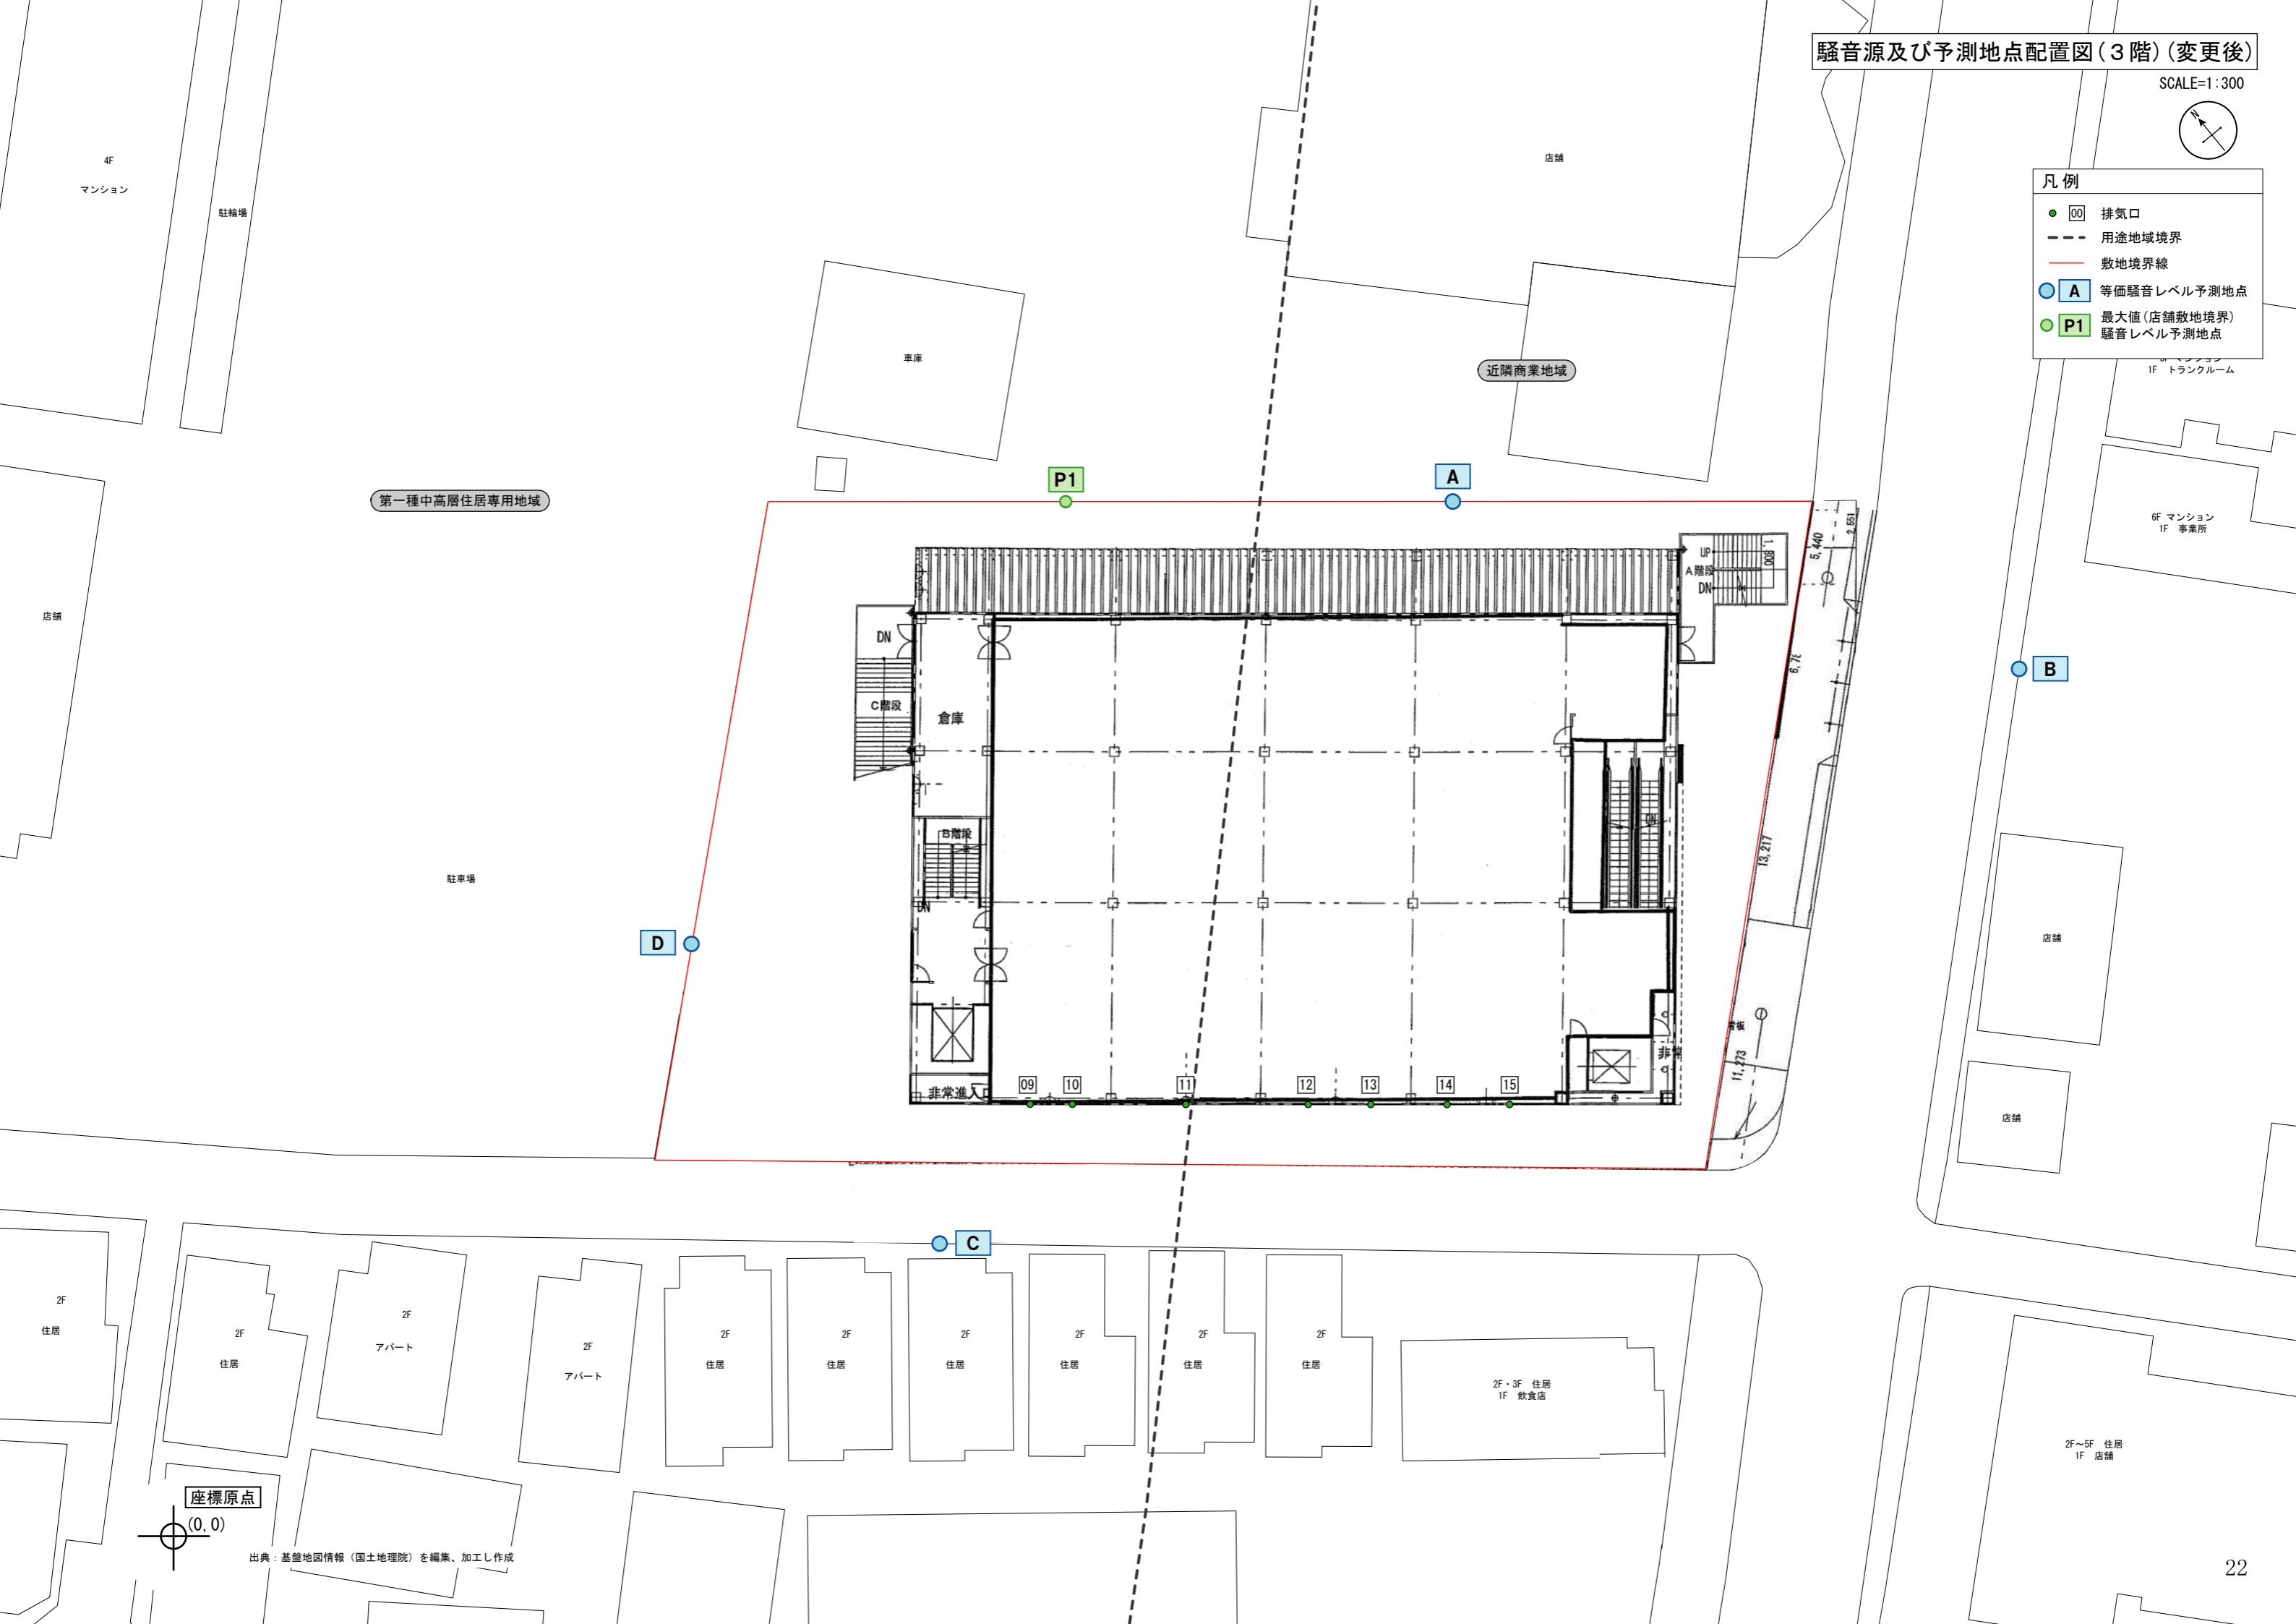 騒音源及び予測地点配置図(3階)(変更後)
SCALE=1:300
N
凡例
00 排気口
用途地域境界
敷地境界線
A 等価騒音レベル予測地点
P1 最大値(店舗敷地境界)
騒音レベル予測地点
1F トランクルーム
4F
マンション
駐輪場
店舗
車庫
近隣商業地域
第一種中高層住居専用地域
P1
A
6F マンション
1F 事業所
店舗
UP
A階段
DN
1,800
5,440
2,551
DN
C階段
倉庫
B
B階段
DN
DN
13,217
駐車場
D
店舗
11,273
非常進入口
09
10
11
12
13
14
15
店舗
C
2F
住居
2F
住居
2F
アパート
2F
アパート
2F
住居
2F
住居
2F
住居
2F
住居
2F
住居
2F
住居
2F・3F 住居
1F 飲食店
2F~5F 住居
1F 店舗
座標原点
(0,0)
出典:基盤地図情報(国土地理院)を編集、加工し作成
22